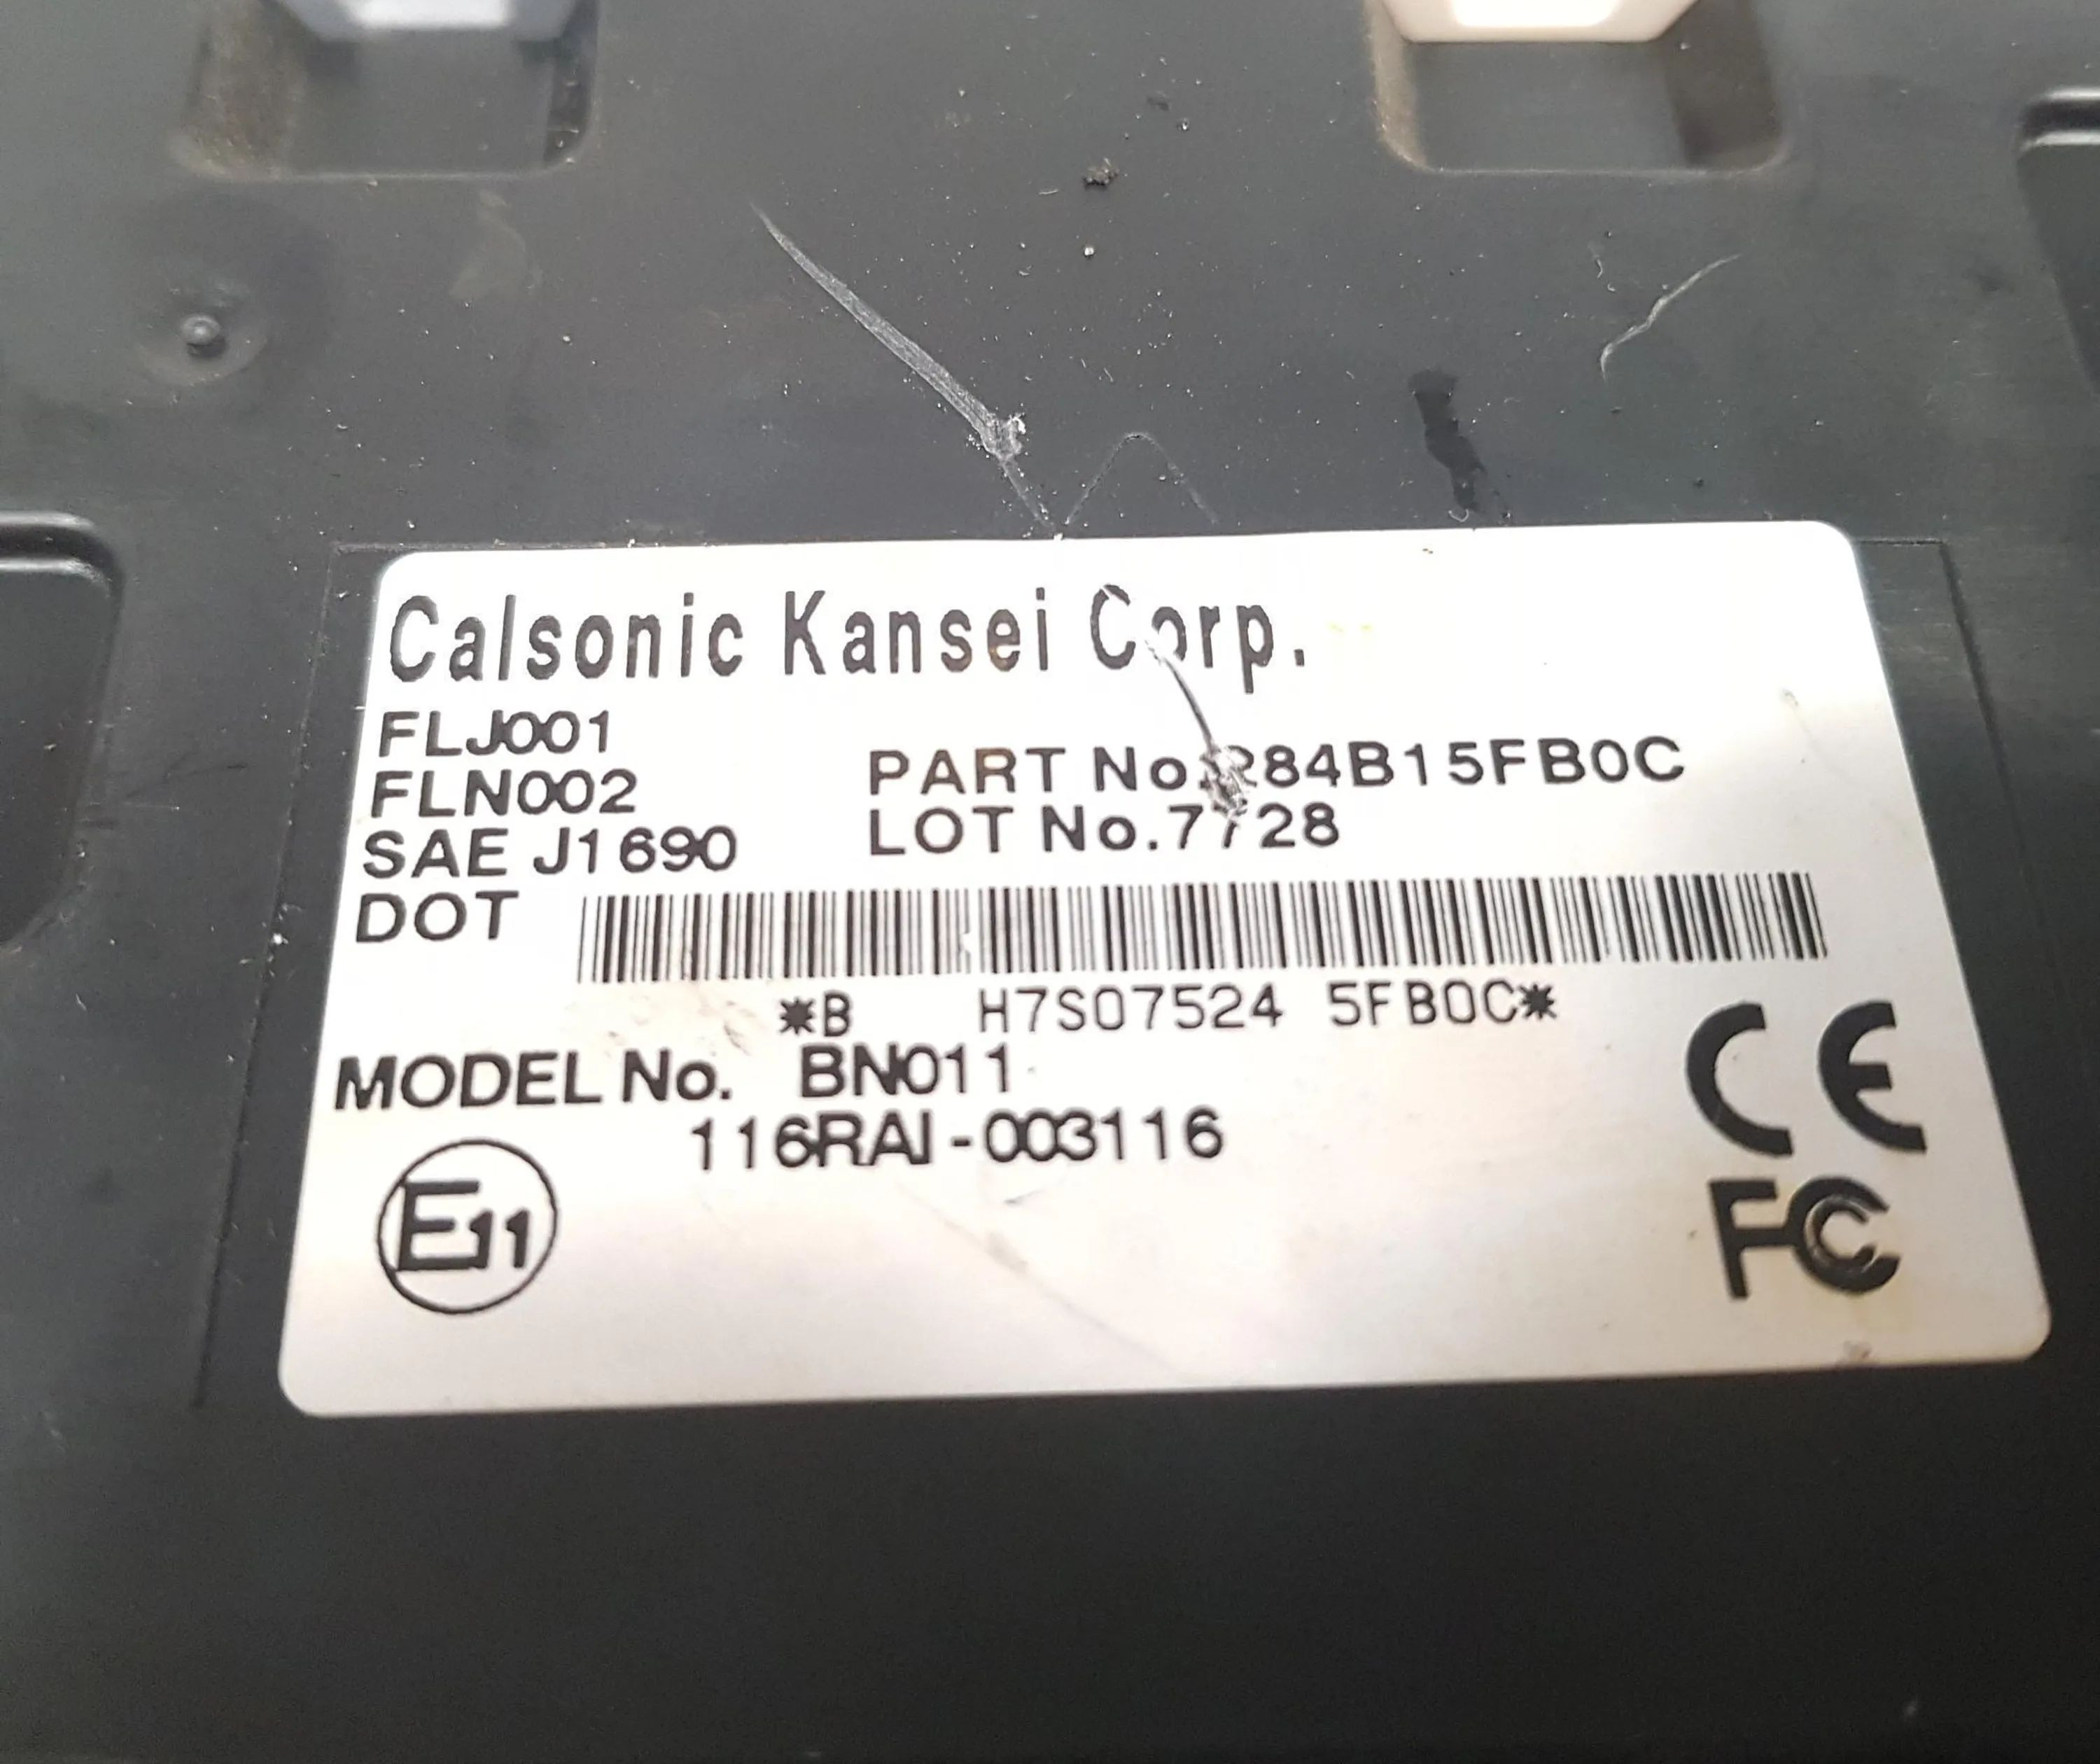 Calsonic Kansei Corp.
FLJ001
FLN002
PART No.284B15FB0C
SAE J1690
LOT No.7728
DOT
*B H7S07524 5FB0C*
MODEL No. BN011
116RAI-003116
CE
E11
FC